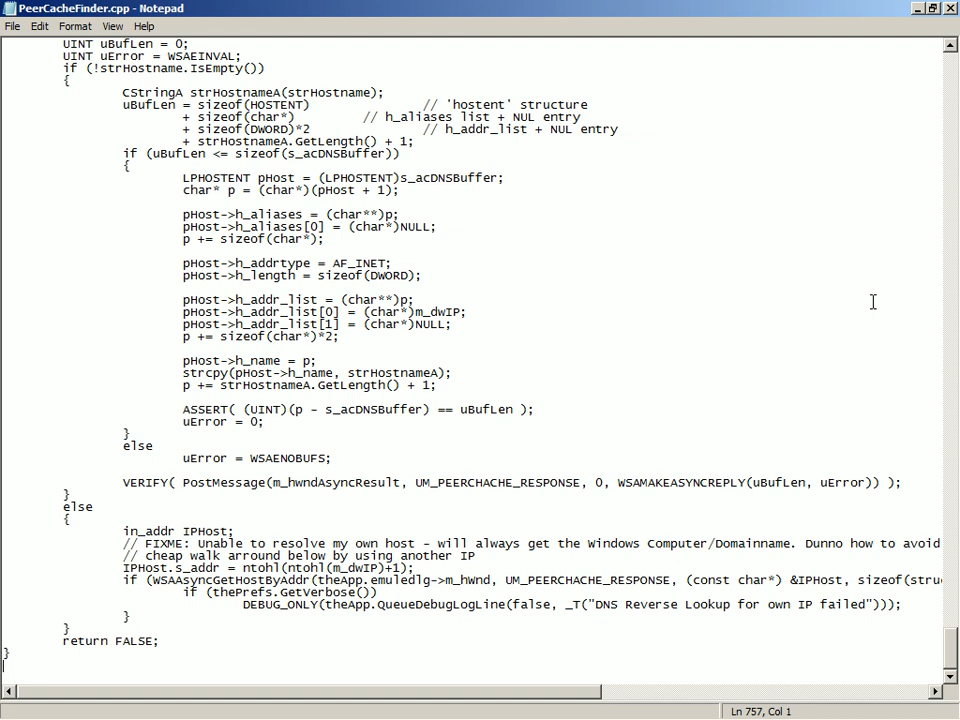 PeerCacheFinder.cpp - Notepad
File Edit Format View Help
UINT uBufLen = 0;
UINT uError = WSAEINVAL;
if (!strHostname.IsEmpty())
{
CStringA strHostnameA(strHostname);
uBufLen = sizeof(HOSTENT) // 'hostent' structure
+ sizeof(char*) // h_aliases list + NUL entry
+ sizeof(DWORD)*2 // h_addr_list + NUL entry
+ strHostnameA.GetLength() + 1;
if (uBufLen <= sizeof(s_acDNSBuffer))
{
LPHOSTENT pHost = (LPHOSTENT)s_acDNSBuffer;
char* p = (char*)(pHost + 1);
pHost->h_aliases = (char**)p;
pHost->h_aliases[0] = (char*)NULL;
p += sizeof(char*);
pHost->h_addrtype = AF_INET;
pHost->h_length = sizeof(DWORD);
pHost->h_addr_list = (char**)p;
pHost->h_addr_list[0] = (char*)m_dwIP;
pHost->h_addr_list[1] = (char*)NULL;
p += sizeof(char*)*2;
pHost->h_name = p;
strcpy(pHost->h_name, strHostnameA);
p += strHostnameA.GetLength() + 1;
ASSERT( (UINT)(p - s_acDNSBuffer) == uBufLen );
uError = 0;
}
else
uError = WSAENOBUFS;
VERIFY( PostMessage(m_hwndAsyncResult, UM_PEERCHACHE_RESPONSE, 0, WSAMAKEASYNCREPLY(uBufLen, uError)) );
}
else
{
in_addr IPHost;
// FIXME: Unable to resolve my own host - will always get the Windows Computer/Domainname. Dunno how to avoid
// cheap walk arround below by using another IP
IPHost.s_addr = ntohl(ntohl(m_dwIP)+1);
if (WSAAsyncGetHostByAddr(theApp.emuledlg->m_hWnd, UM_PEERCHACHE_RESPONSE, (const char*) &IPHost, sizeof(stru
if (thePrefs.GetVerbose())
DEBUG_ONLY(theApp.QueueDebugLogLine(false, _T("DNS Reverse Lookup for own IP failed")));
}
}
return FALSE;
}
Ln 757, Col 1